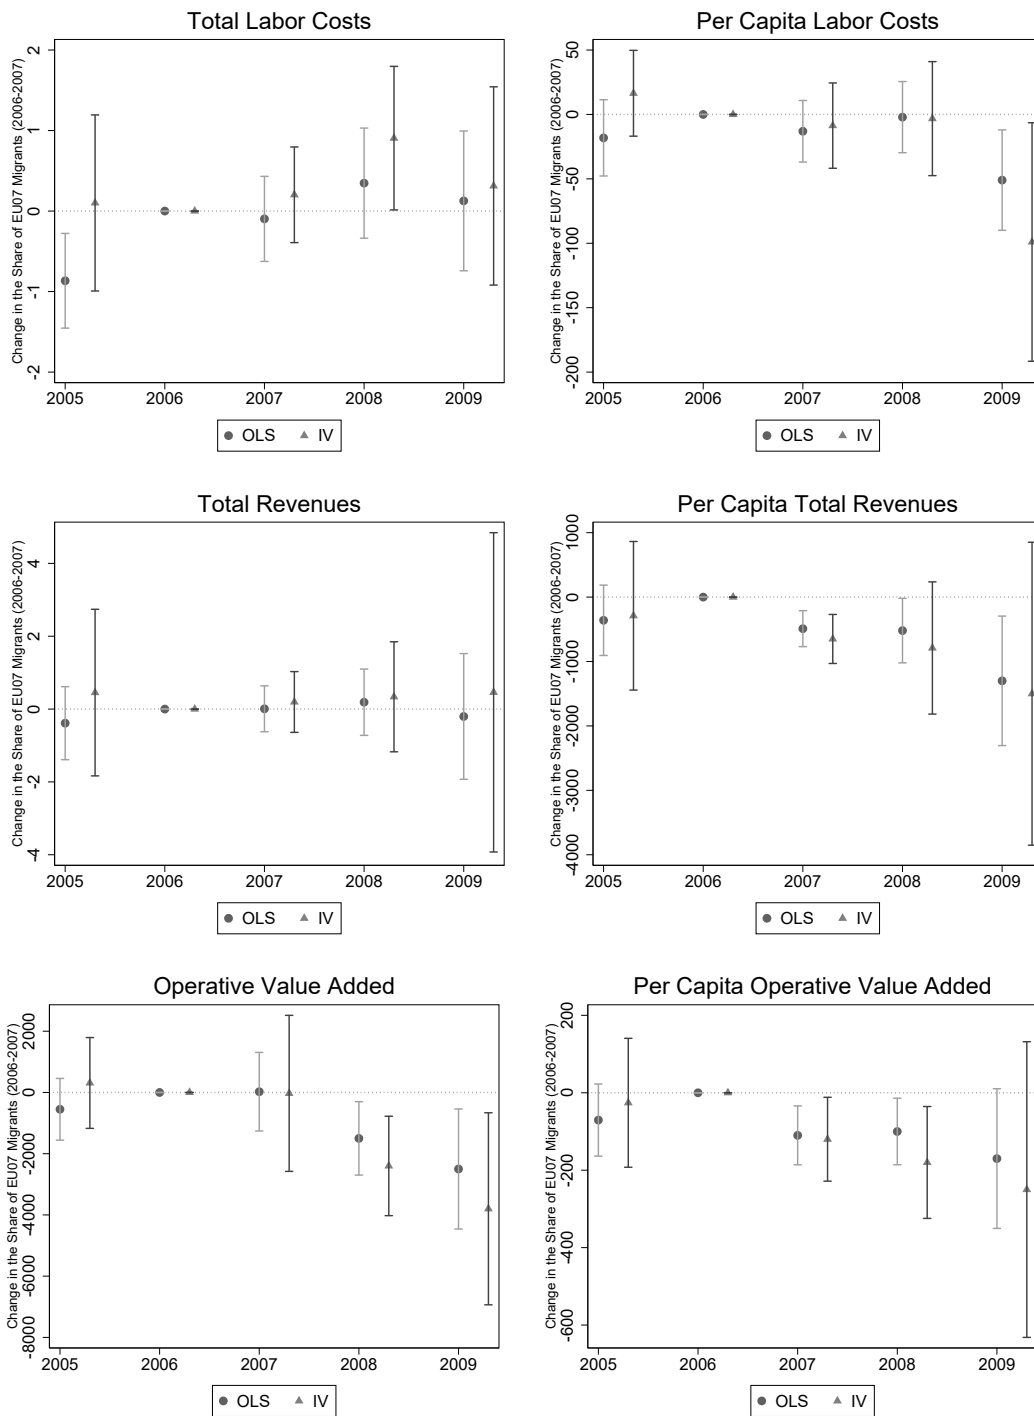 Total Labor Costs
Change in the Share of EU07 Migrants (2006-2007)
2
1
0
-1
-2
2005 2006 2007 2008 2009
OLS IV
Per Capita Labor Costs
Change in the Share of EU07 Migrants (2006-2007)
50
0
-50
-100
-150
-200
2005 2006 2007 2008 2009
OLS IV
Total Revenues
Change in the Share of EU07 Migrants (2006-2007)
4
2
0
-2
-4
2005 2006 2007 2008 2009
OLS IV
Per Capita Total Revenues
Change in the Share of EU07 Migrants (2006-2007)
1000
0
-1000
-2000
-3000
-4000
2005 2006 2007 2008 2009
OLS IV
Operative Value Added
Change in the Share of EU07 Migrants (2006-2007)
2000
0
-2000
-4000
-6000
-8000
2005 2006 2007 2008 2009
OLS IV
Per Capita Operative Value Added
Change in the Share of EU07 Migrants (2006-2007)
200
0
-200
-400
-600
2005 2006 2007 2008 2009
OLS IV